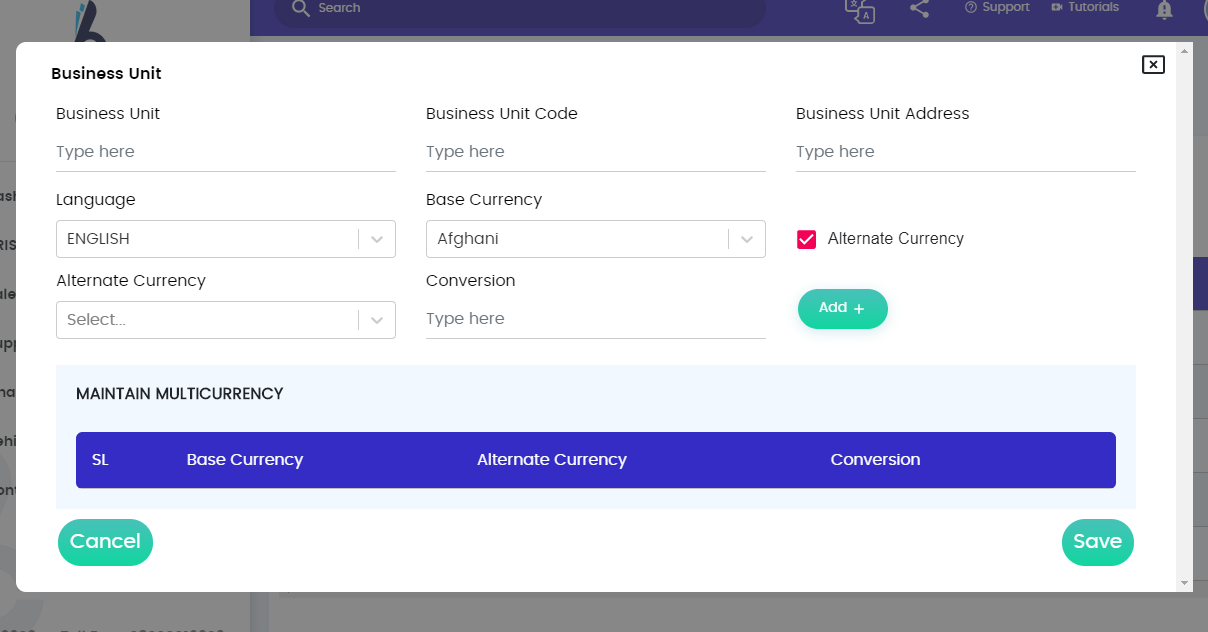 Search
Support
Tutorials
Business Unit
Business Unit Business Unit Code Business Unit Address
Type here Type here Type here
Language Base Currency
ENGLISH Afghani Alternate Currency
Alternate Currency Conversion
Select... Type here Add +
MAINTAIN MULTICURRENCY
SL Base Currency Alternate Currency Conversion
Cancel Save